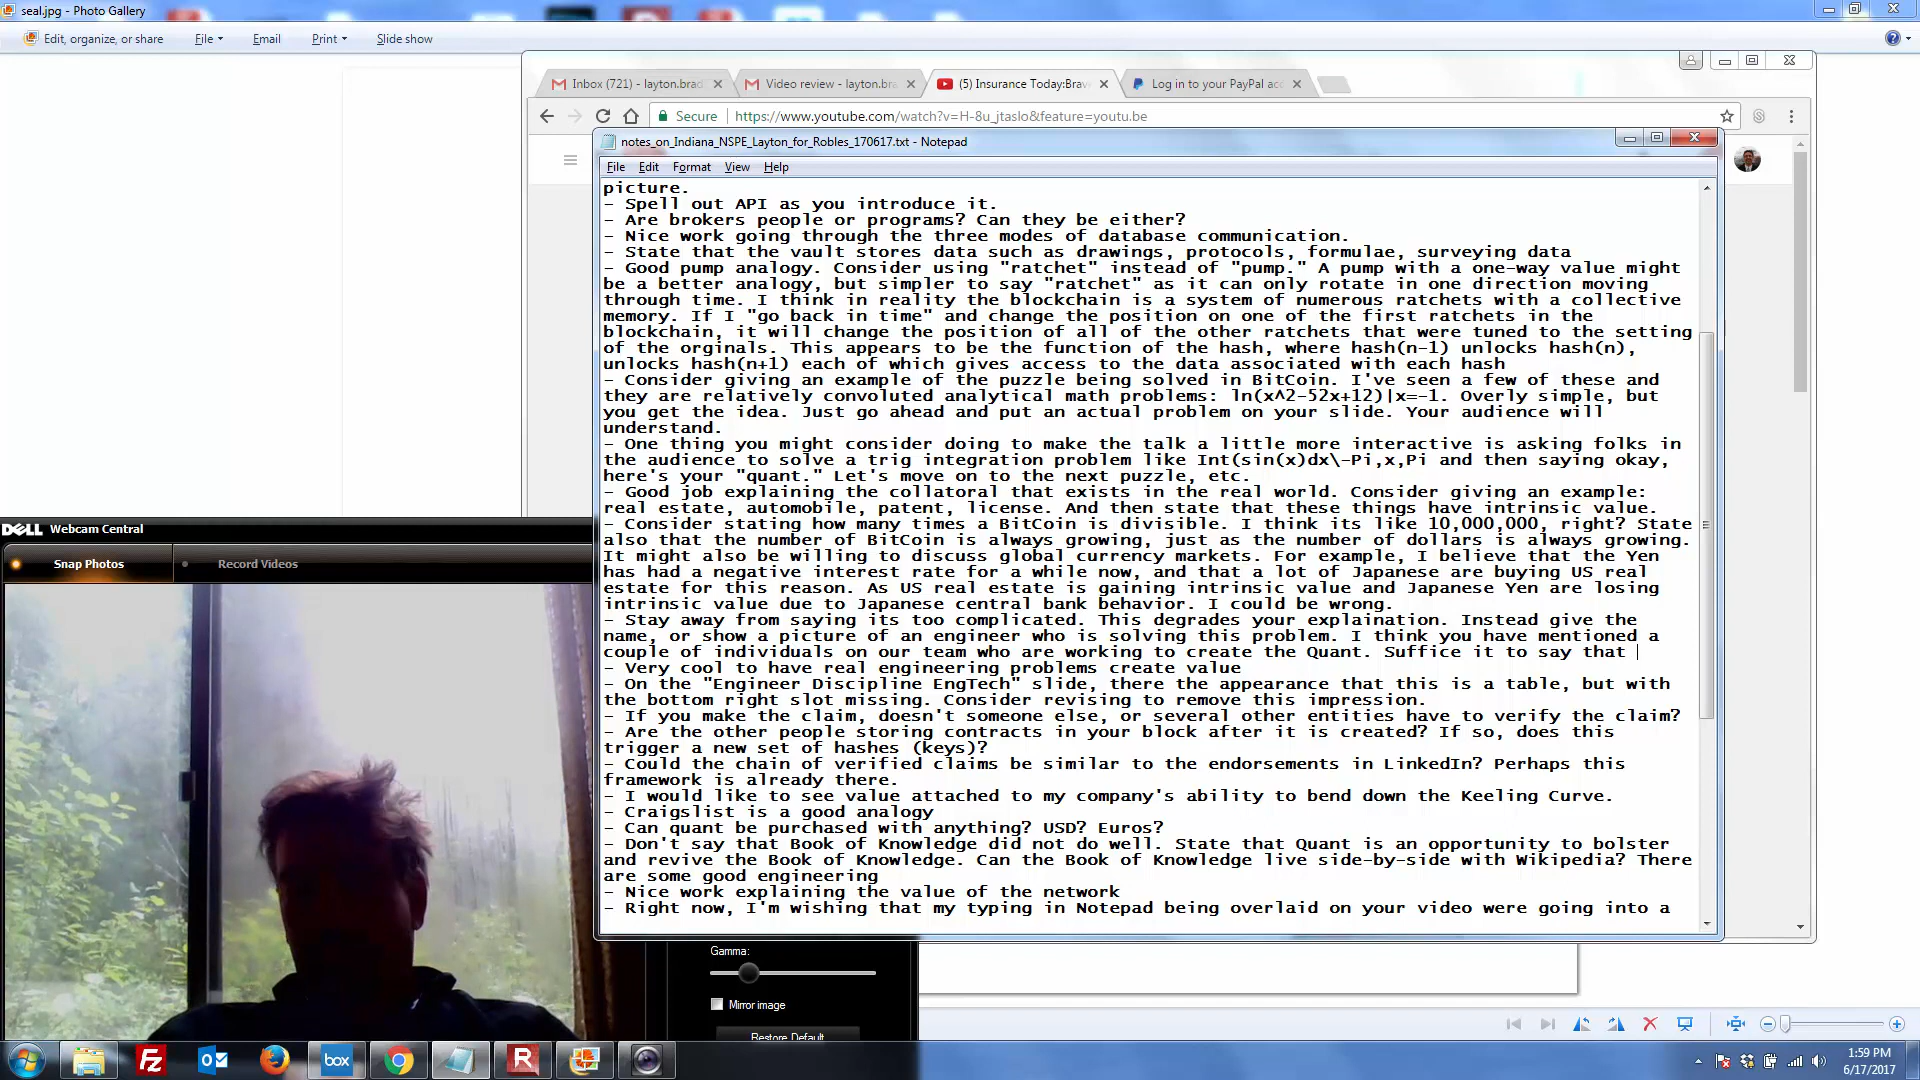 seal.jpg - Photo Gallery
Edit, organize, or share File Email Print Slide show
Inbox (721) - layton.brad Video review - layton.bra (5) Insurance Today:Brave Log in to your PayPal acc
Secure https://www.youtube.com/watch?v=H-8u_jtaslo&feature=youtu.be
notes_on_Indiana_NSPE_Layton_for_Robles_170617.txt - Notepad
File Edit Format View Help
picture.
- Spell out API as you introduce it.
- Are brokers people or programs? Can they be either?
- Nice work going through the three modes of database communication.
- State that the vault stores data such as drawings, protocols, formulae, surveying data
- Good pump analogy. Consider using "ratchet" instead of "pump." A pump with a one-way value might
be a better analogy, but simpler to say "ratchet" as it can only rotate in one direction moving
through time. I think in reality the blockchain is a system of numerous ratchets with a collective
memory. If I "go back in time" and change the position on one of the first ratchets in the
blockchain, it will change the position of all of the other ratchets that were tuned to the setting
of the orginals. This appears to be the function of the hash, where hash(n-1) unlocks hash(n),
unlocks hash(n+1) each of which gives access to the data associated with each hash
- Consider giving an example of the puzzle being solved in BitCoin. I've seen a few of these and
they are relatively convoluted analytical math problems: ln(x^2-52x+12)|x=-1. Overly simple, but
you get the idea. Just go ahead and put an actual problem on your slide. Your audience will
understand.
- One thing you might consider doing to make the talk a little more interactive is asking folks in
the audience to solve a trig integration problem like Int(sin(x)dx\-Pi,x,Pi and then saying okay,
here's your "quant." Let's move on to the next puzzle, etc.
- Good job explaining the collatoral that exists in the real world. Consider giving an example:
real estate, automobile, patent, license. And then state that these things have intrinsic value.
- Consider stating how many times a BitCoin is divisible. I think its like 10,000,000, right? State
also that the number of BitCoin is always growing, just as the number of dollars is always growing.
It might also be willing to discuss global currency markets. For example, I believe that the Yen
has had a negative interest rate for a while now, and that a lot of Japanese are buying US real
estate for this reason. As US real estate is gaining intrinsic value and Japanese Yen are losing
intrinsic value due to Japanese central bank behavior. I could be wrong.
- Stay away from saying its too complicated. This degrades your explaination. Instead give the
name, or show a picture of an engineer who is solving this problem. I think you have mentioned a
couple of individuals on our team who are working to create the Quant. Suffice it to say that
- Very cool to have real engineering problems create value
- On the "Engineer Discipline EngTech" slide, there the appearance that this is a table, but with
the bottom right slot missing. Consider revising to remove this impression.
- If you make the claim, doesn't someone else, or several other entities have to verify the claim?
- Are the other people storing contracts in your block after it is created? If so, does this
trigger a new set of hashes (keys)?
- Could the chain of verified claims be similar to the endorsements in LinkedIn? Perhaps this
framework is already there.
- I would like to see value attached to my company's ability to bend down the Keeling Curve.
- Craigslist is a good analogy
- Can quant be purchased with anything? USD? Euros?
- Don't say that Book of Knowledge did not do well. State that Quant is an opportunity to bolster
and revive the Book of Knowledge. Can the Book of Knowledge live side-by-side with Wikipedia? There
are some good engineering
- Nice work explaining the value of the network
- Right now, I'm wishing that my typing in Notepad being overlaid on your video were going into a
DELL Webcam Central
Snap Photos Record Videos
Gamma:
Mirror image
Restore Default
box
1:59 PM
6/17/2017